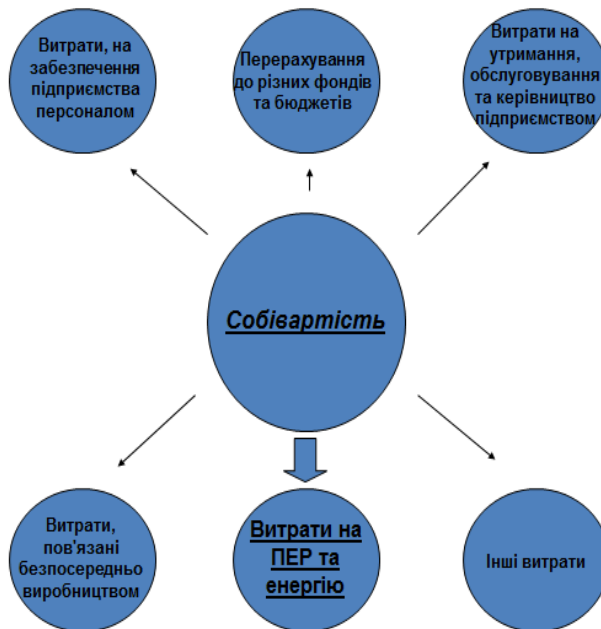 Витрати, на
забезпечення
підприємства
персоналом
Перерахування
до різних фондів
та бюджетів
Витрати на
утримання,
обслуговування
та керівництво
підприємством
Собівартість
Витрати,
пов'язані
безпосередньо
виробництвом
Витрати на
ПЕР та
енергію
Інші витрати